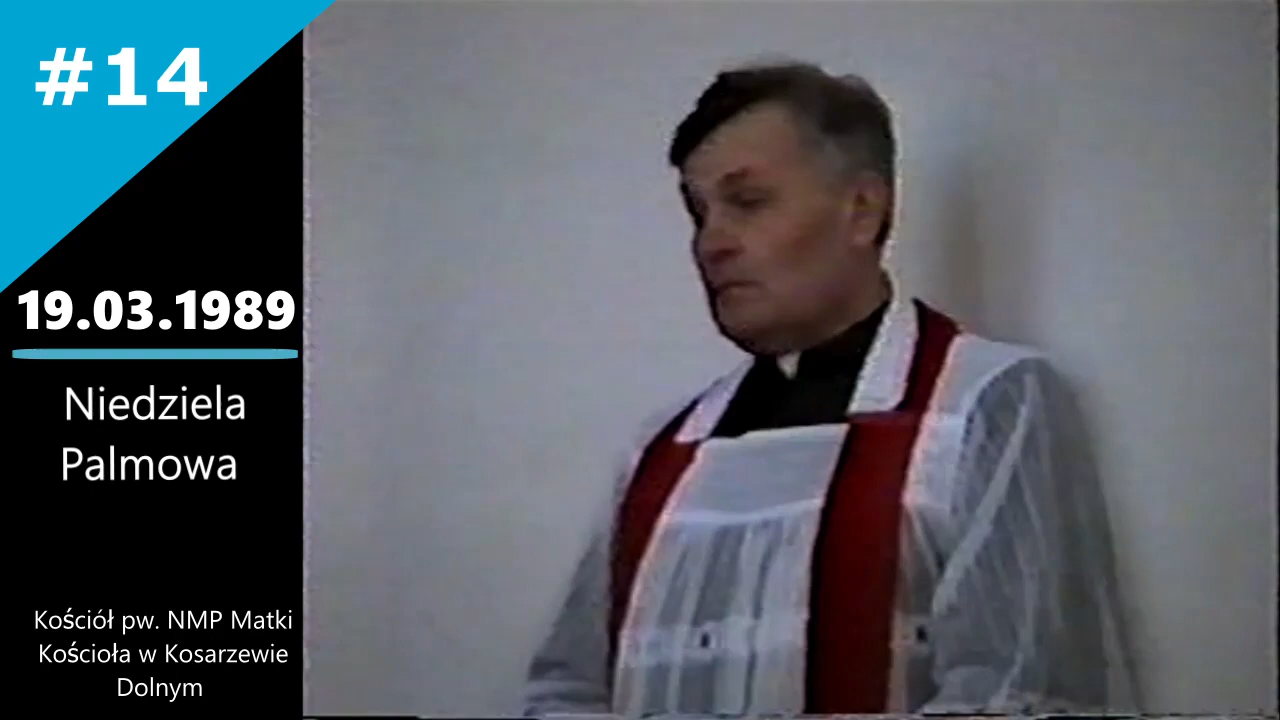 #14
19.03.1989
Niedziela
Palmowa
Kościół pw. NMP Matki
Kościoła w Kosarzewie
Dolnym